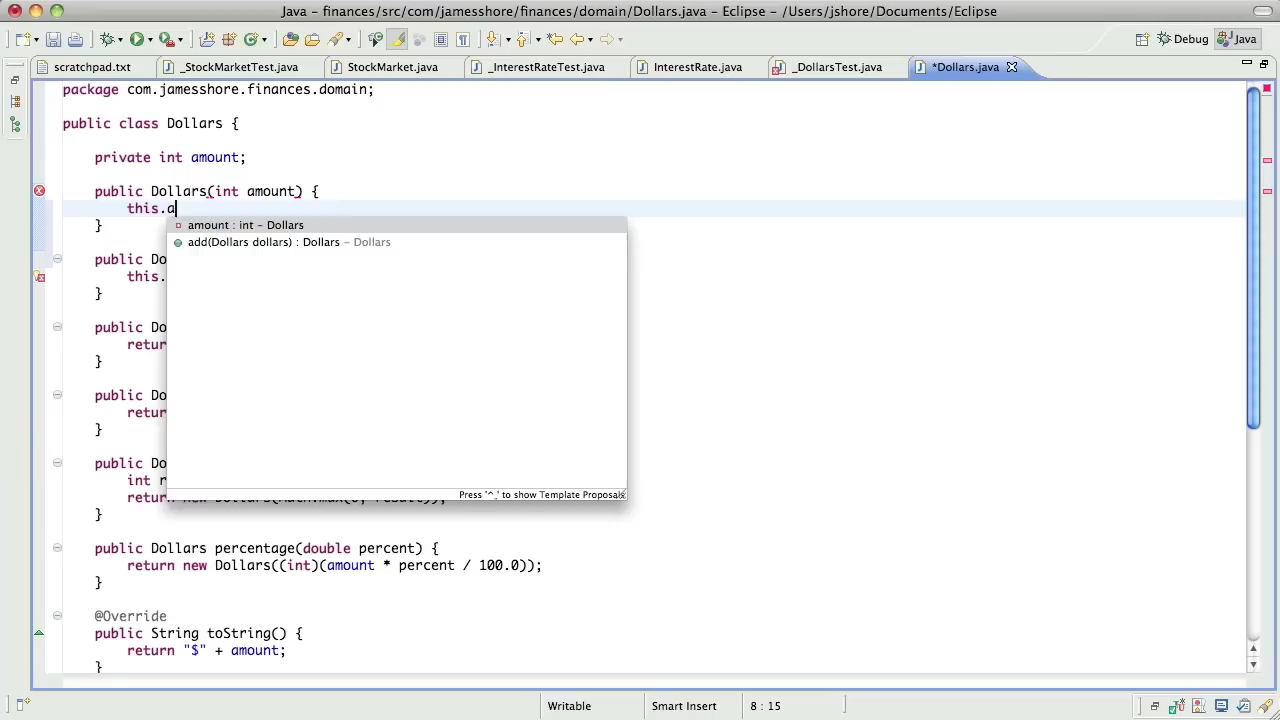 Java - finances/src/com/jamesshore/finances/domain/Dollars.java - Eclipse - /Users/jshore/Documents/Eclipse
Debug
Java
scratchpad.txt
_StockMarketTest.java
StockMarket.java
_InterestRateTest.java
InterestRate.java
_DollarsTest.java
*Dollars.java
package com.jamesshore.finances.domain;
public class Dollars {
private int amount;
public Dollars(int amount) {
this.a
}
amount : int - Dollars
add(Dollars dollars) : Dollars - Dollars
public Do
this.
}
public Do
retur
}
public Do
retur
}
public Do
int r
Press '^_' to show Template Proposals
}
public Dollars percentage(double percent) {
return new Dollars((int)(amount * percent / 100.0));
}
@Override
public String toString() {
return "$" + amount;
}
Writable
Smart Insert
8 : 15